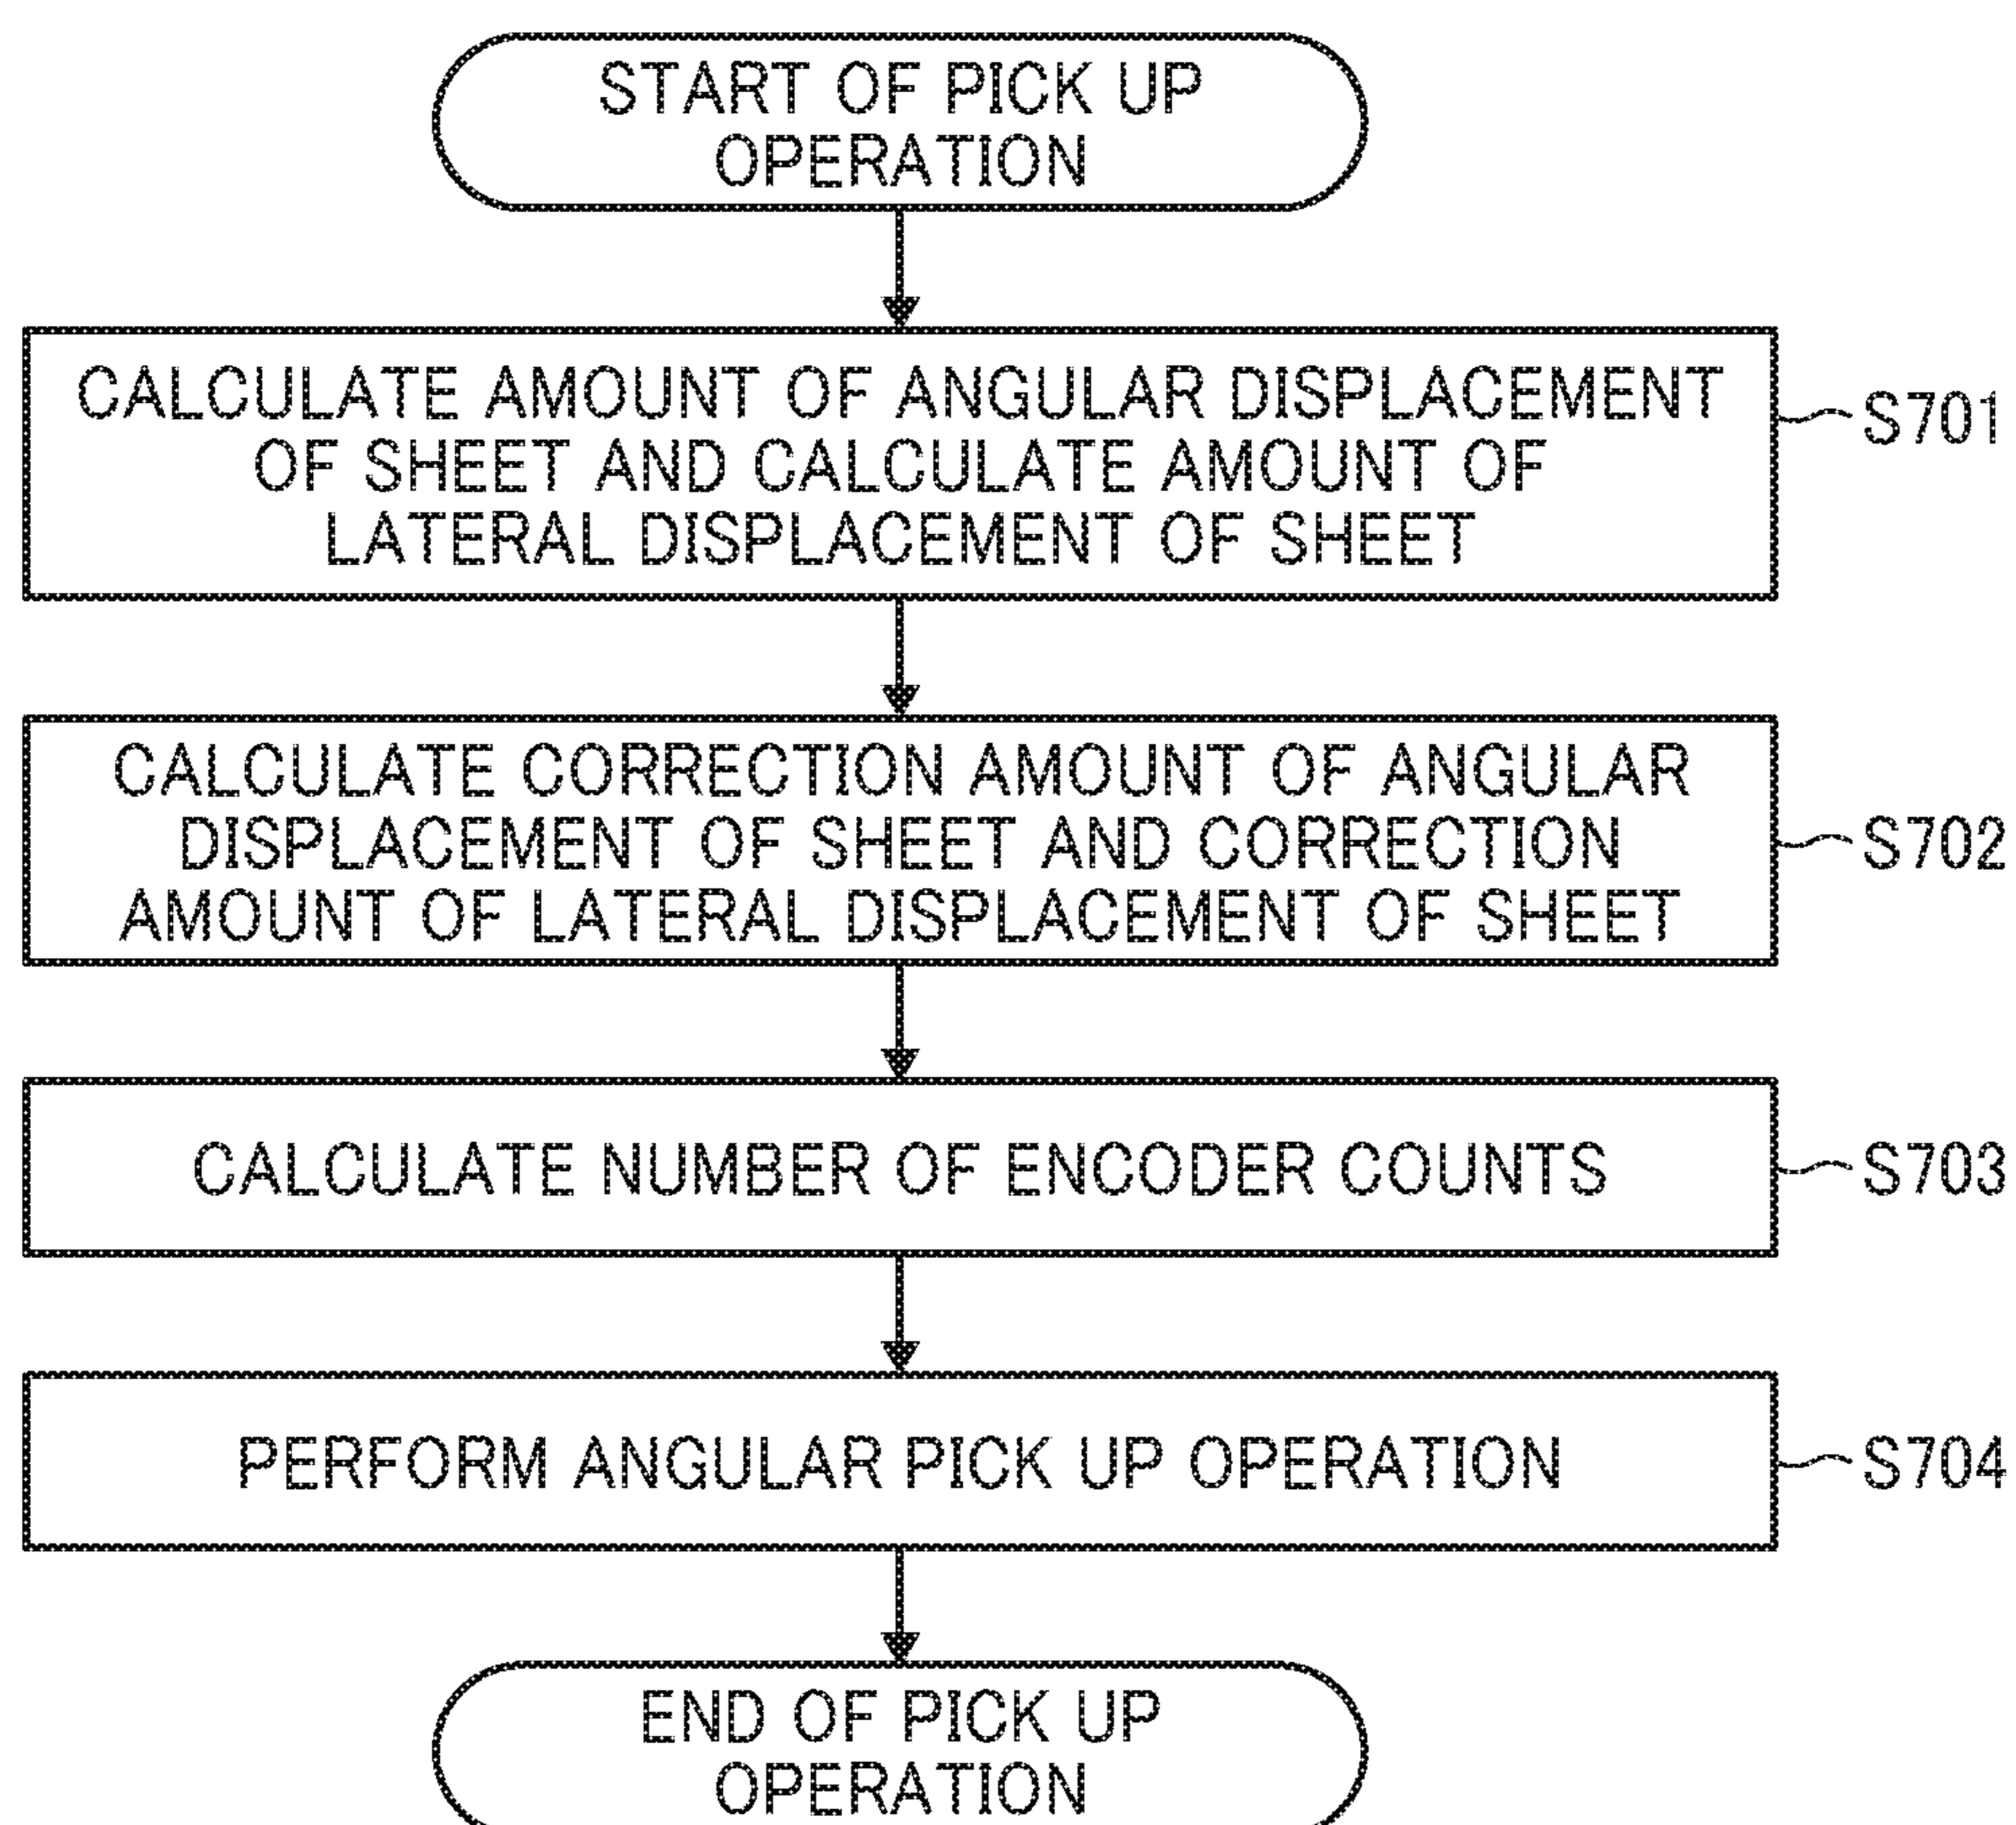 START OF PICK UP
OPERATION
CALCULATE AMOUNT OF ANGULAR DISPLACEMENT
OF SHEET AND CALCULATE AMOUNT OF
LATERAL DISPLACEMENT OF SHEET
S701
CALCULATE CORRECTION AMOUNT OF ANGULAR
DISPLACEMENT OF SHEET AND CORRECTION
AMOUNT OF LATERAL DISPLACEMENT OF SHEET
S702
CALCULATE NUMBER OF ENCODER COUNTS
S703
PERFORM ANGULAR PICK UP OPERATION
S704
END OF PICK UP
OPERATION